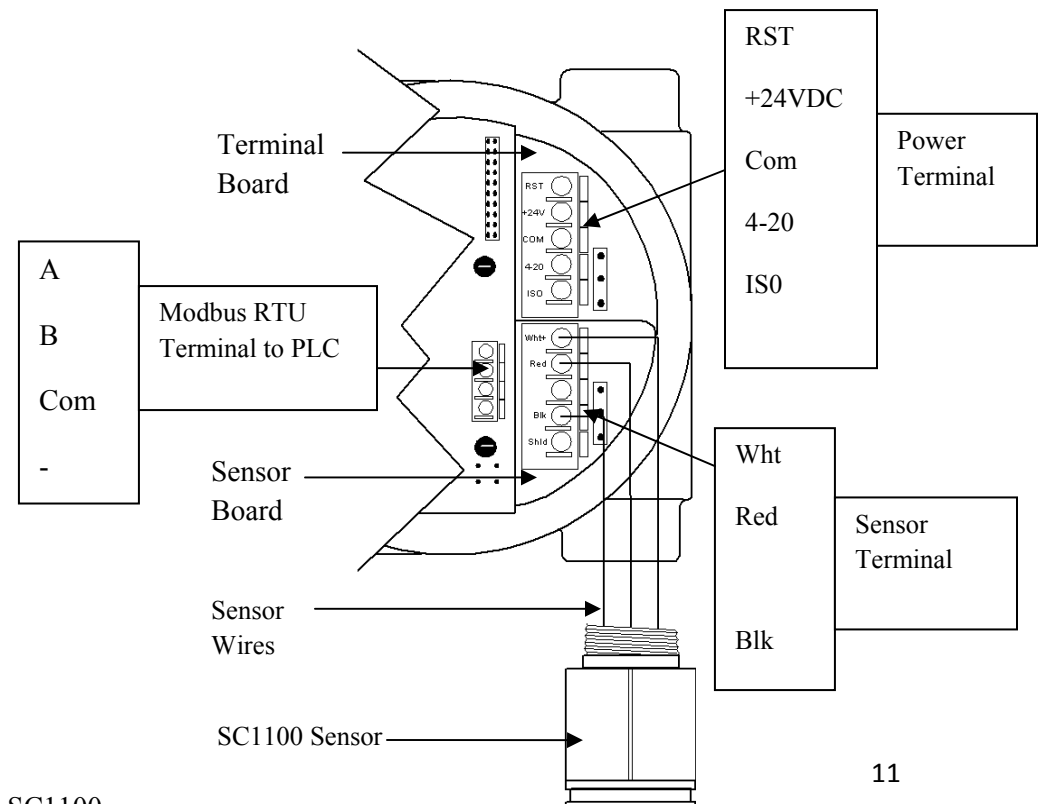 RST
+24VDC
Com
4-20
IS0
Power
Terminal
Terminal
Board
RST
+24V
COM
4-20
ISO
A
B
Com
-
Modbus RTU
Terminal to PLC
Wht+
Red
Blk
Shld
Sensor
Board
Wht
Red
Blk
Sensor
Terminal
Sensor
Wires
SC1100 Sensor
11
SC1100